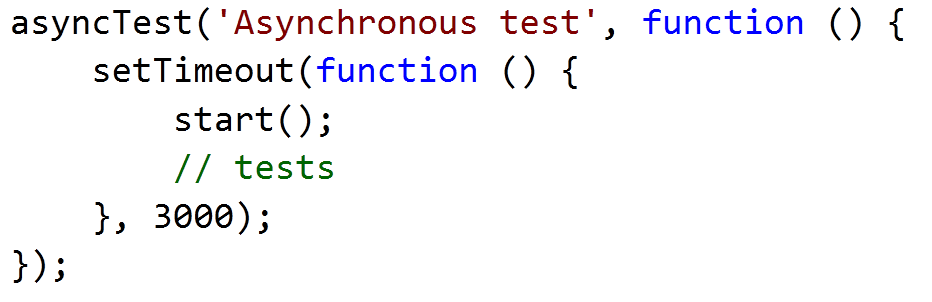 asyncTest('Asynchronous test', function () {
    setTimeout(function () {
        start();
        // tests
    }, 3000);
});